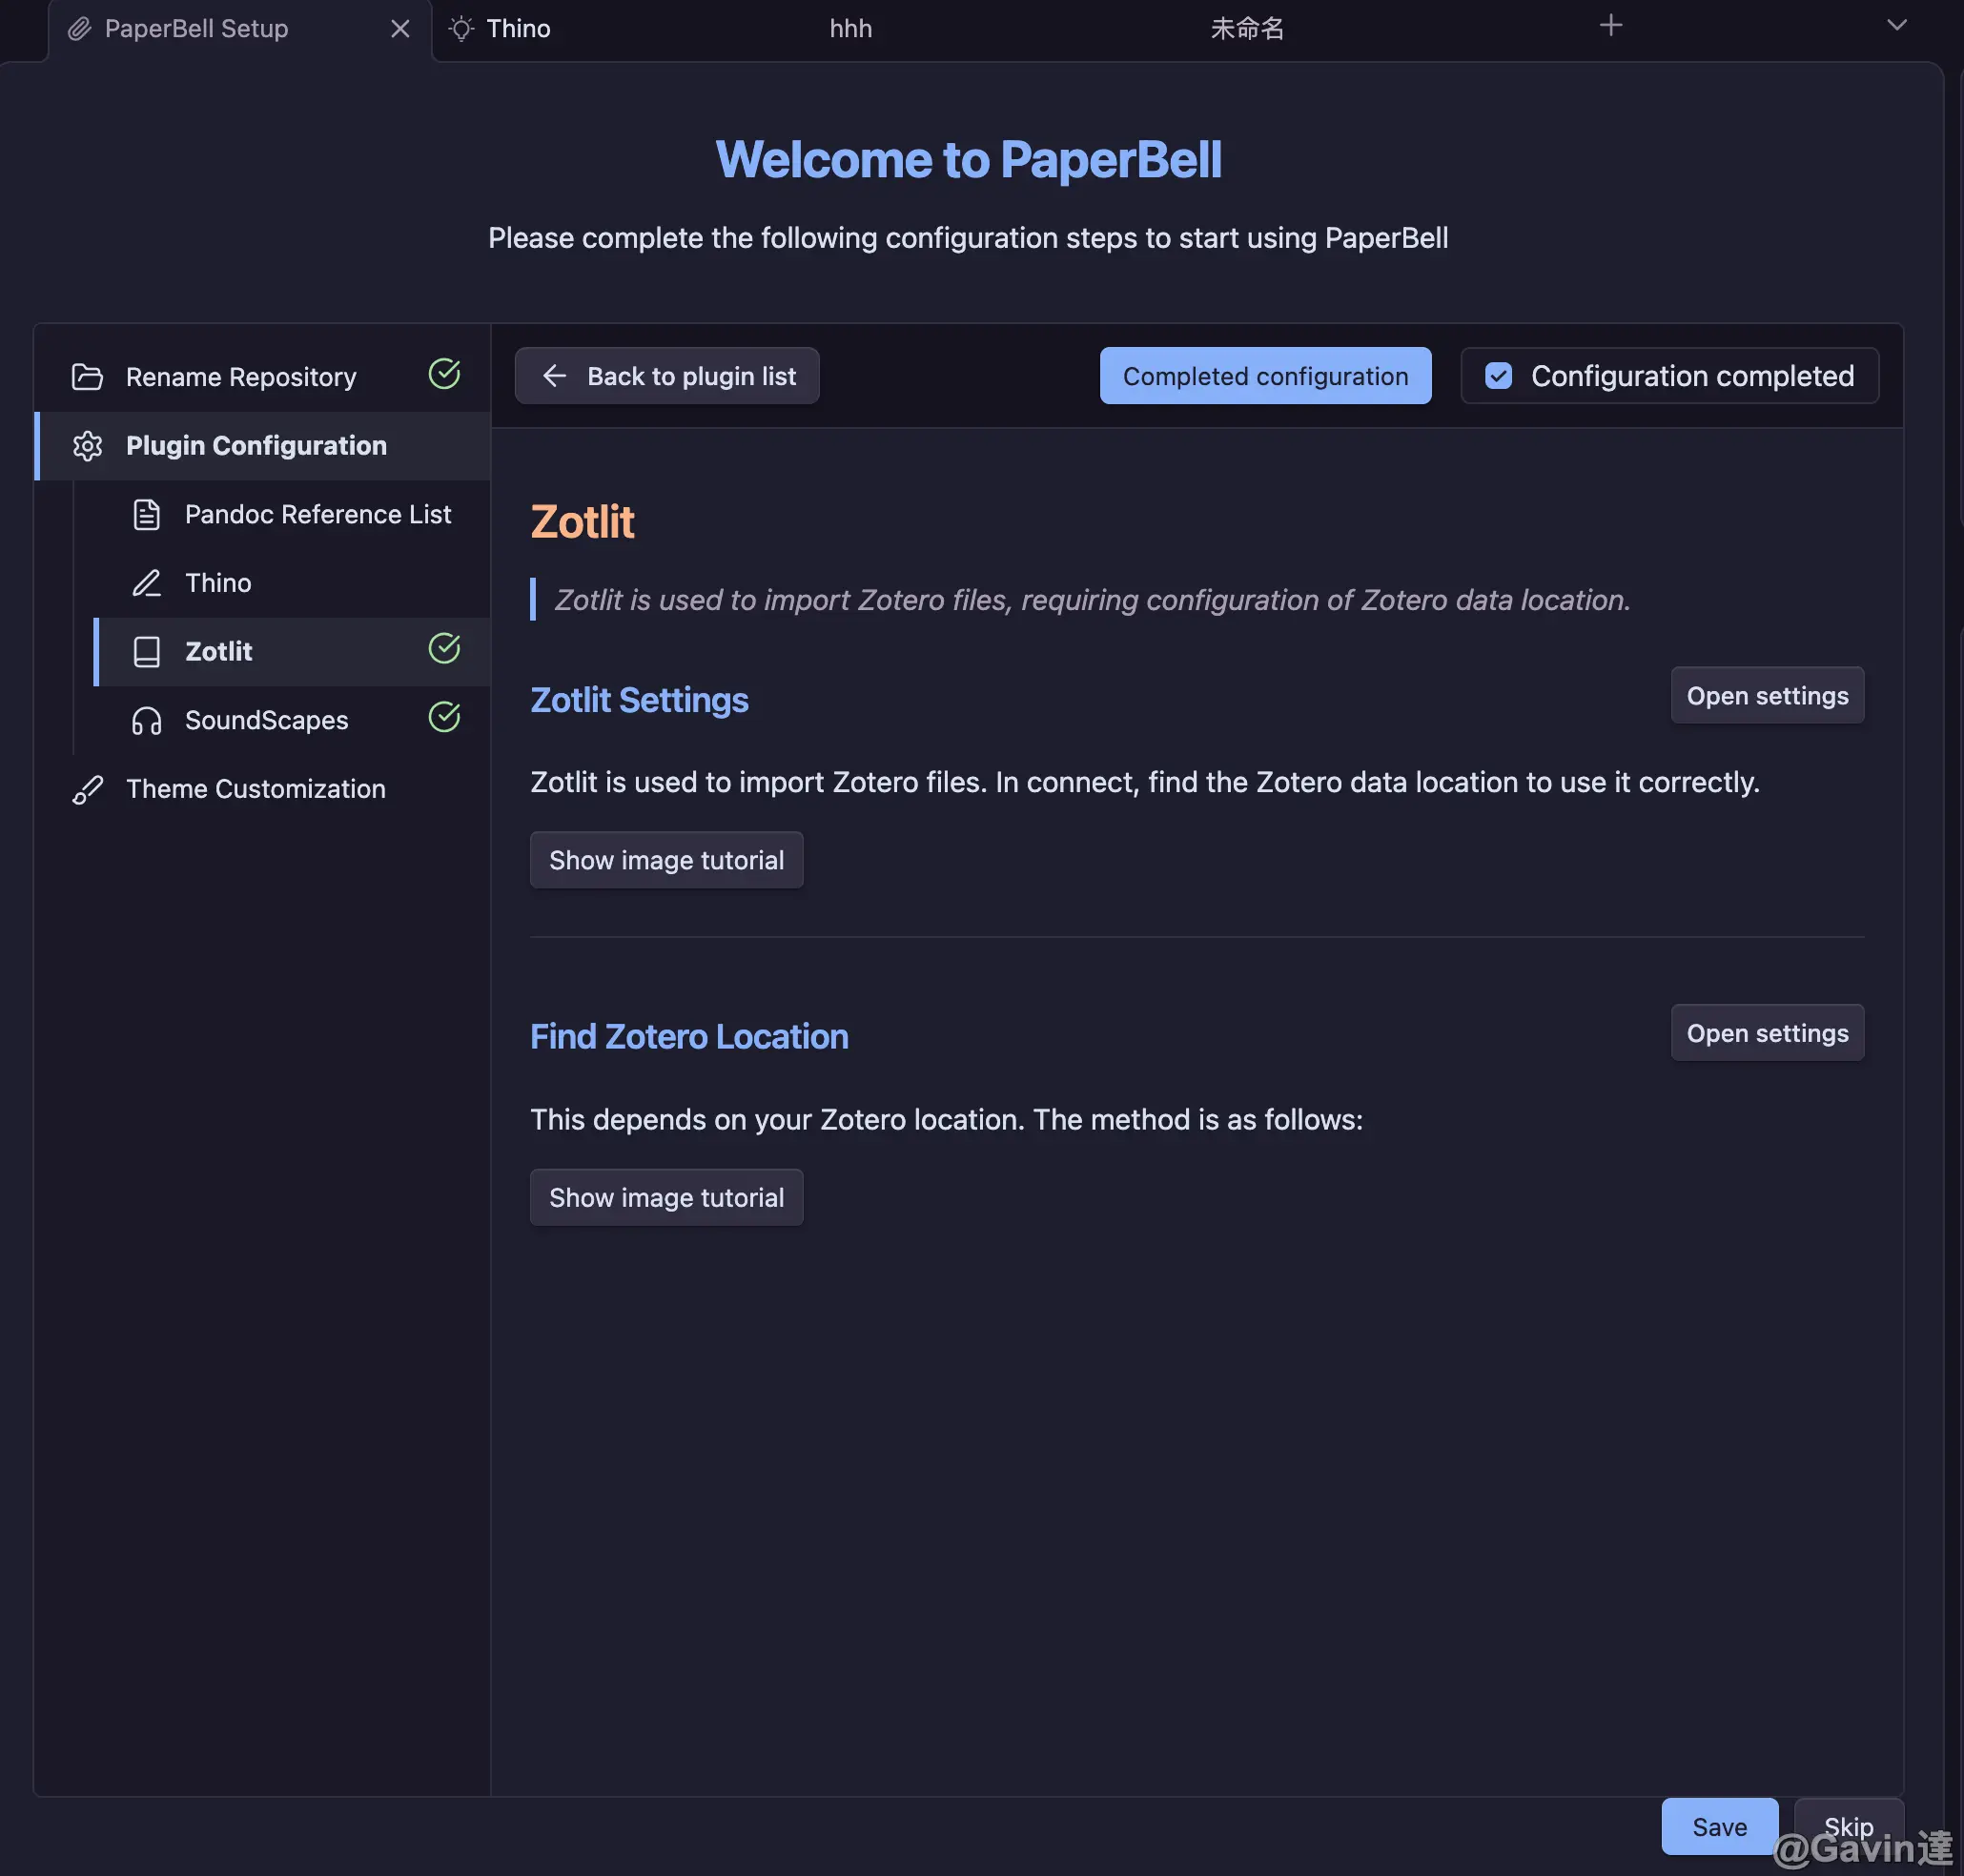 PaperBell Setup
Thino
hhh
未命名
Welcome to PaperBell
Please complete the following configuration steps to start using PaperBell
Rename Repository
Plugin Configuration
Pandoc Reference List
Thino
Zotlit
SoundScapes
Theme Customization
Back to plugin list
Completed configuration
Configuration completed
Zotlit
Zotlit is used to import Zotero files, requiring configuration of Zotero data location.
Zotlit Settings
Open settings
Zotlit is used to import Zotero files. In connect, find the Zotero data location to use it correctly.
Show image tutorial
Find Zotero Location
Open settings
This depends on your Zotero location. The method is as follows:
Show image tutorial
Save
Skip
@Gavin達